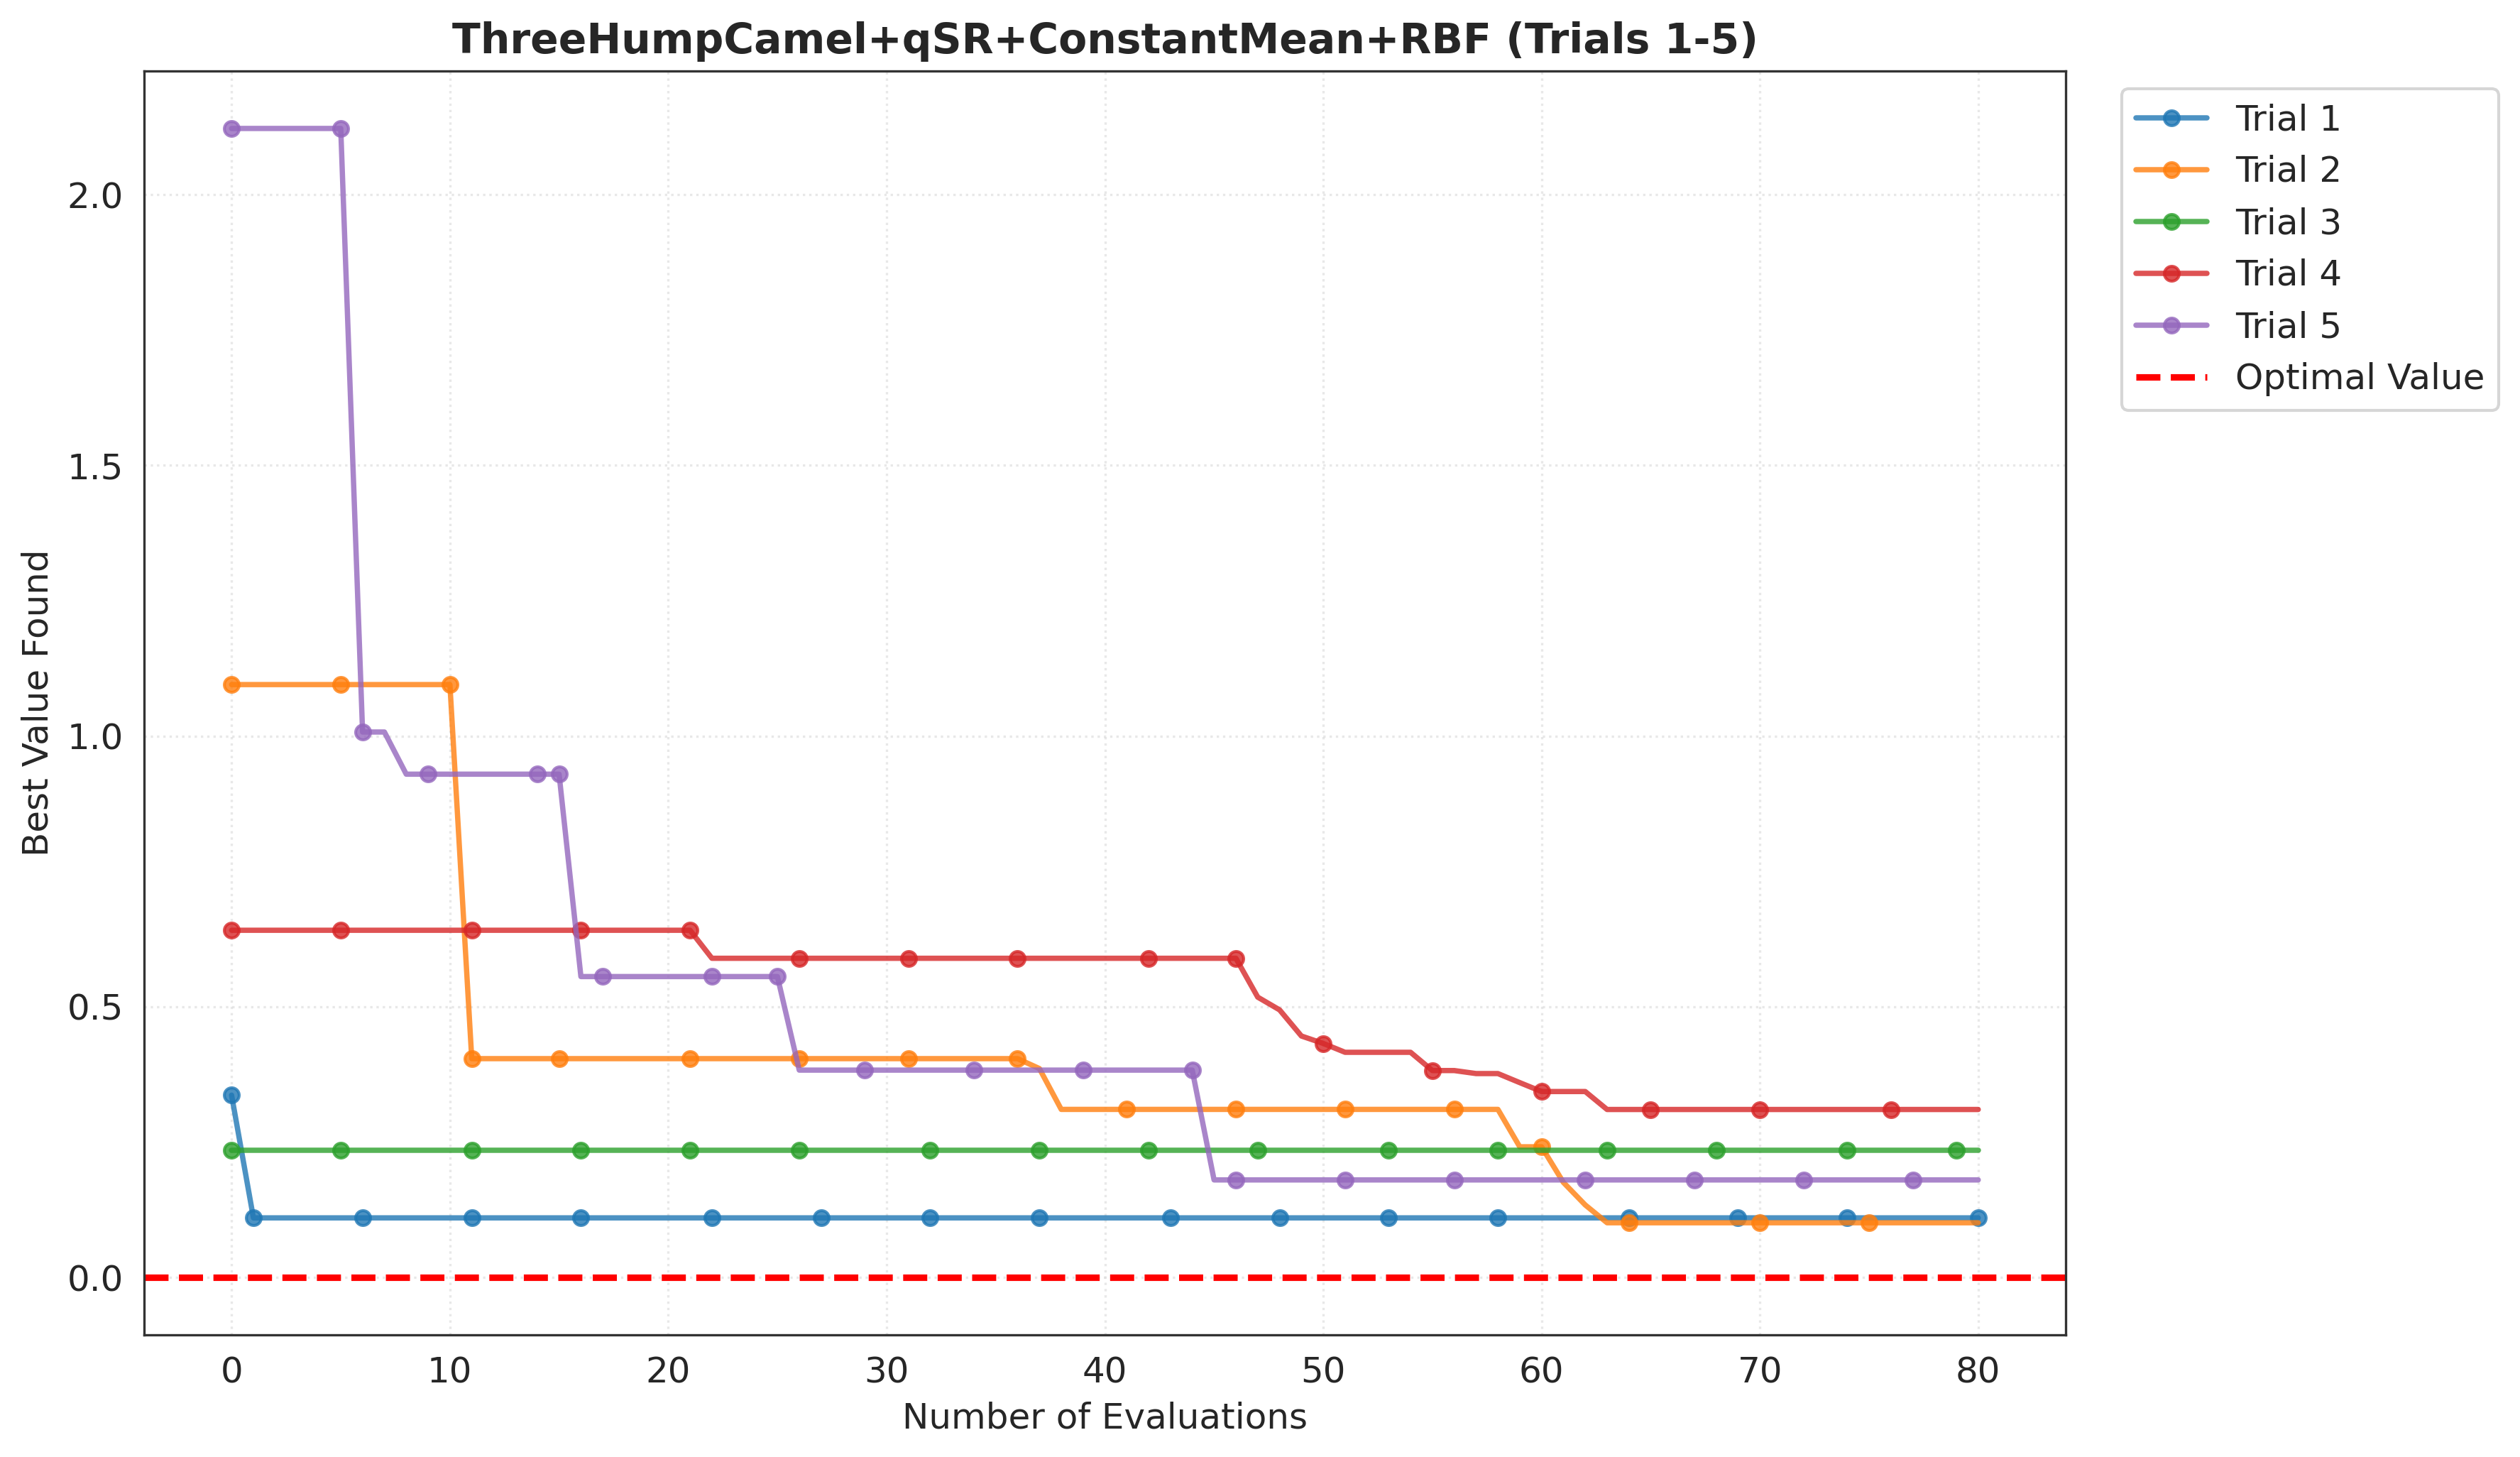 ThreeHumpCamel+qSR+ConstantMean+RBF (Trials 1-5)
Best Value Found
2.0
1.5
1.0
0.5
0.0
0 10 20 30 40 50 60 70 80
Number of Evaluations
Trial 1
Trial 2
Trial 3
Trial 4
Trial 5
Optimal Value